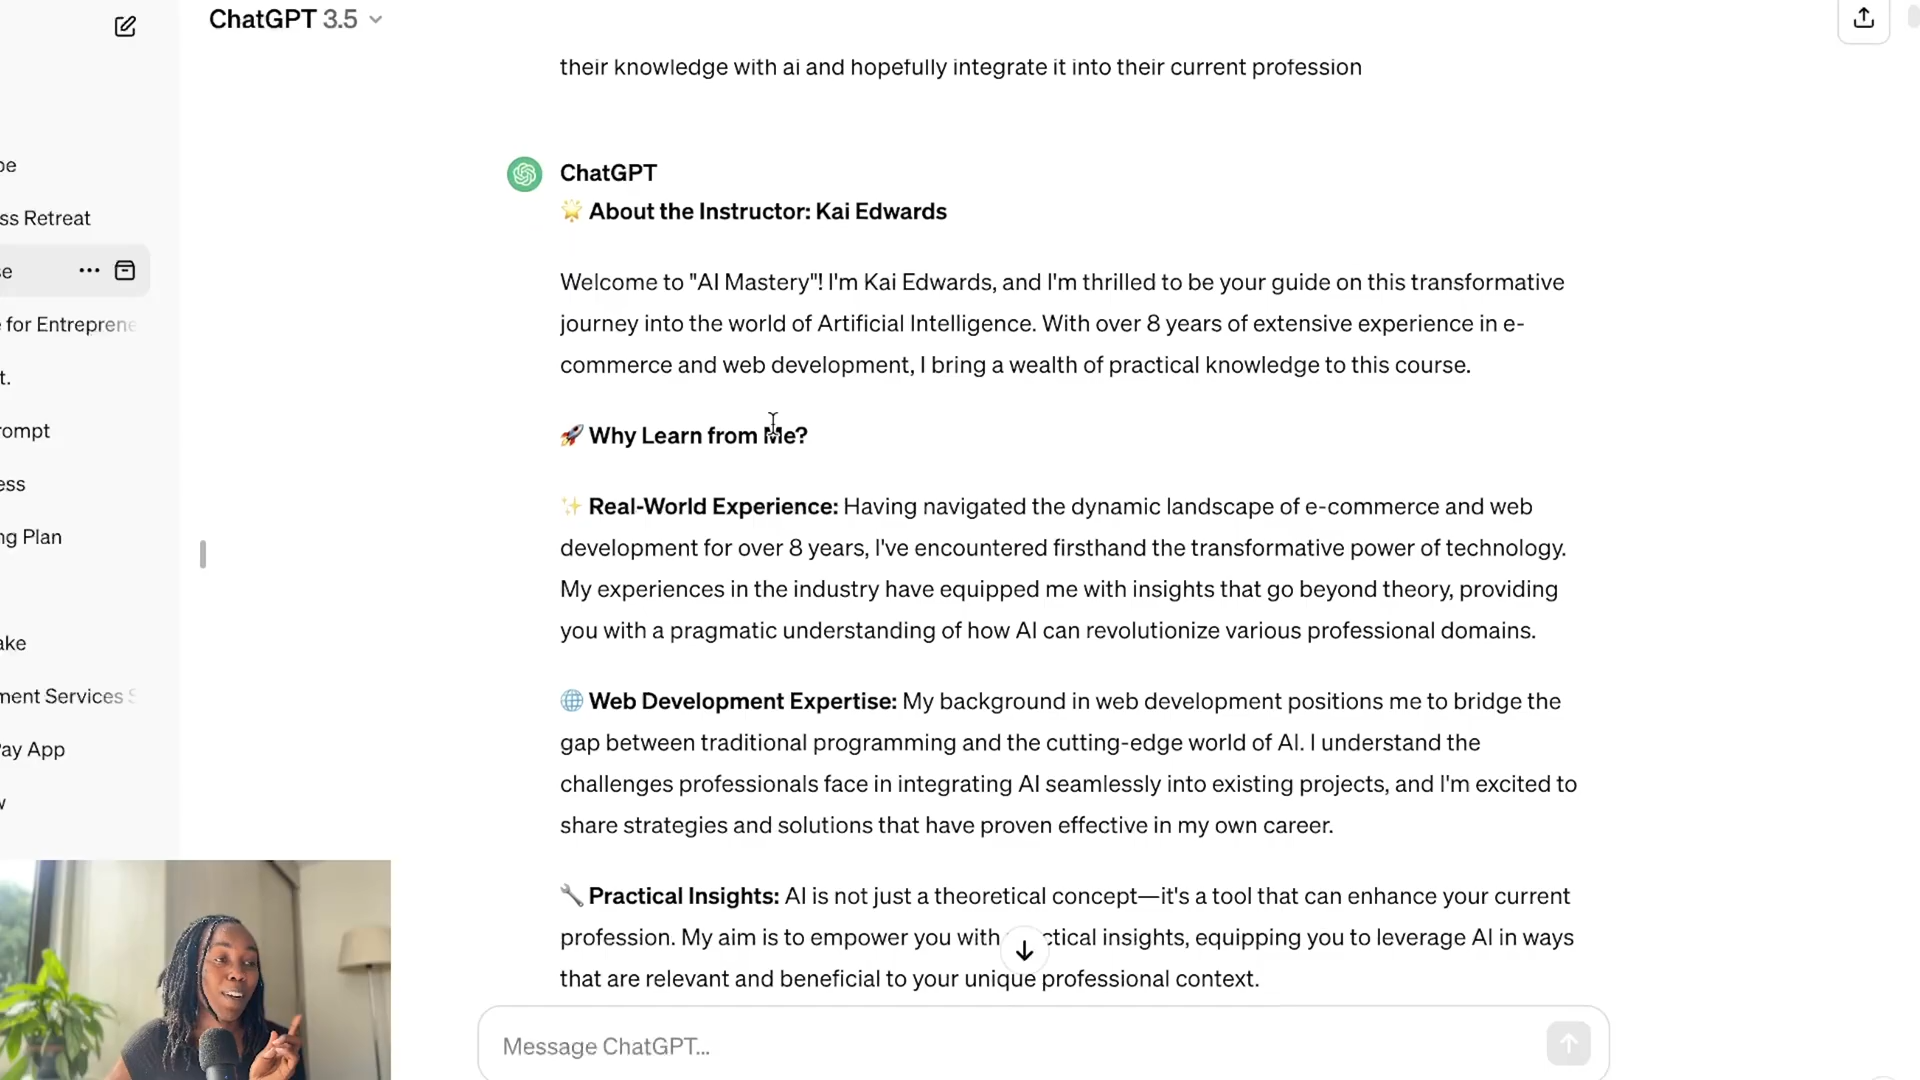 ChatGPT 3.5
their knowledge with ai and hopefully integrate it into their current profession
be
ss Retreat
se
for Entreprene
t.
rompt
ess
ng Plan
ake
ment Services S
Pay App
w
ChatGPT
🌟 About the Instructor: Kai Edwards
Welcome to "AI Mastery"! I'm Kai Edwards, and I'm thrilled to be your guide on this transformative
journey into the world of Artificial Intelligence. With over 8 years of extensive experience in e-
commerce and web development, I bring a wealth of practical knowledge to this course.
🚀 Why Learn from Me?
✨ Real-World Experience: Having navigated the dynamic landscape of e-commerce and web
development for over 8 years, I've encountered firsthand the transformative power of technology.
My experiences in the industry have equipped me with insights that go beyond theory, providing
you with a pragmatic understanding of how AI can revolutionize various professional domains.
🌐 Web Development Expertise: My background in web development positions me to bridge the
gap between traditional programming and the cutting-edge world of AI. I understand the
challenges professionals face in integrating AI seamlessly into existing projects, and I'm excited to
share strategies and solutions that have proven effective in my own career.
🔧 Practical Insights: AI is not just a theoretical concept—it's a tool that can enhance your current
profession. My aim is to empower you with practical insights, equipping you to leverage AI in ways
that are relevant and beneficial to your unique professional context.
Message ChatGPT...